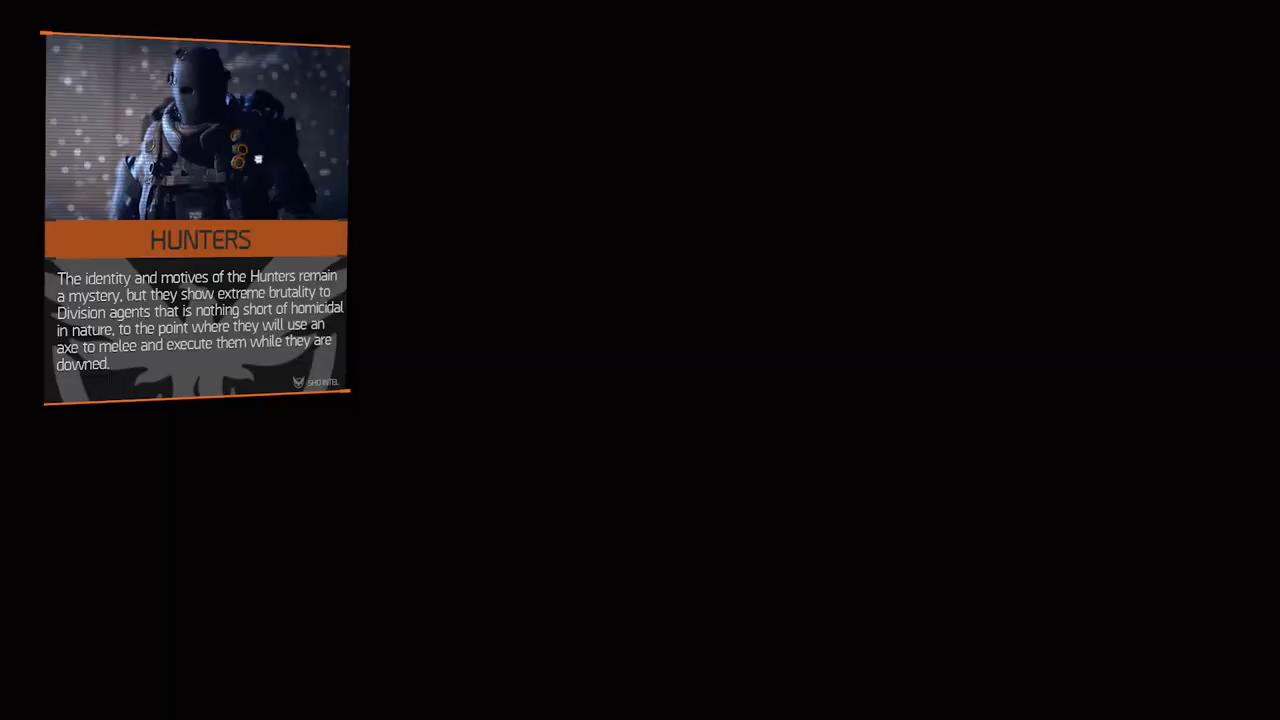 HUNTERS
The identity and motives of the Hunters remain
a mystery, but they show extreme brutality to
Division agents that is nothing short of homicidal
in nature, to the point where they will use an
axe to melee and execute them while they are
downed.
SHD INTEL